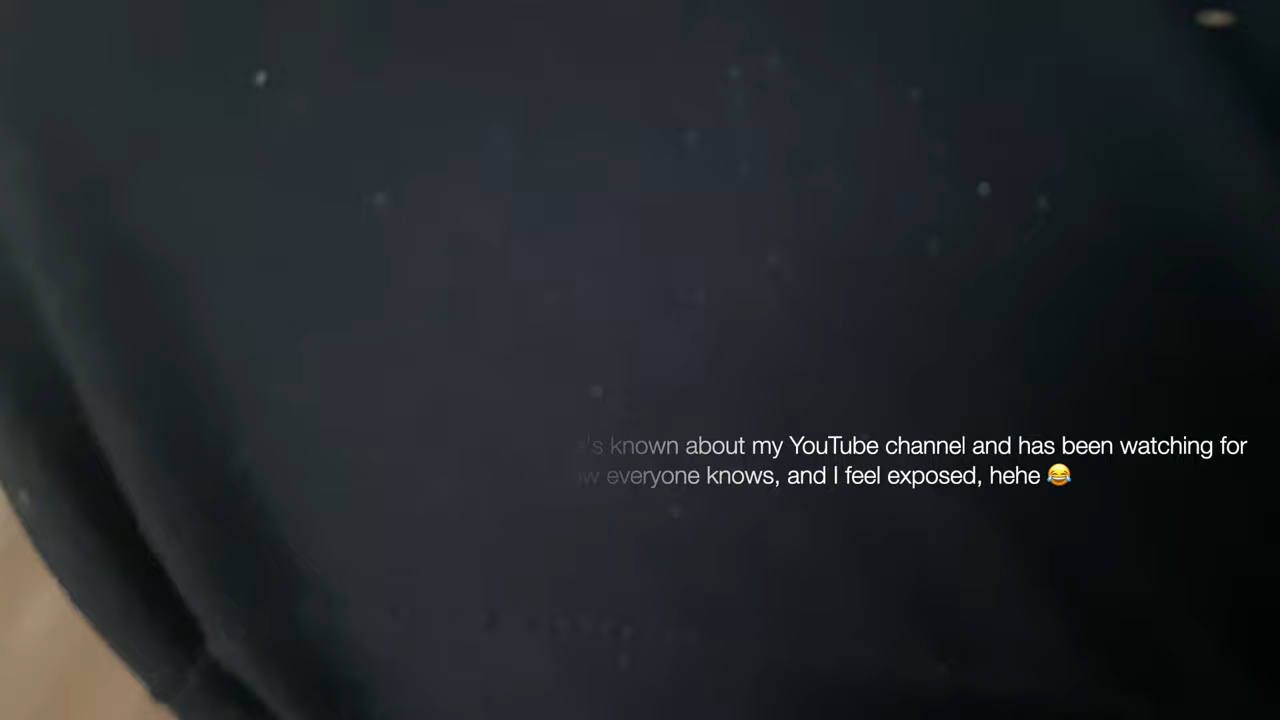 known about my YouTube channel and has been watching for
everyone knows, and I feel exposed, hehe 😂